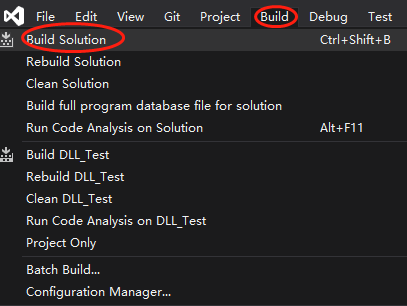 File Edit View Git Project Build Debug Test
Build Solution Ctrl+Shift+B
Rebuild Solution
Clean Solution
Build full program database file for solution
Run Code Analysis on Solution Alt+F11
Build DLL_Test
Rebuild DLL_Test
Clean DLL_Test
Run Code Analysis on DLL_Test
Project Only
Batch Build...
Configuration Manager...